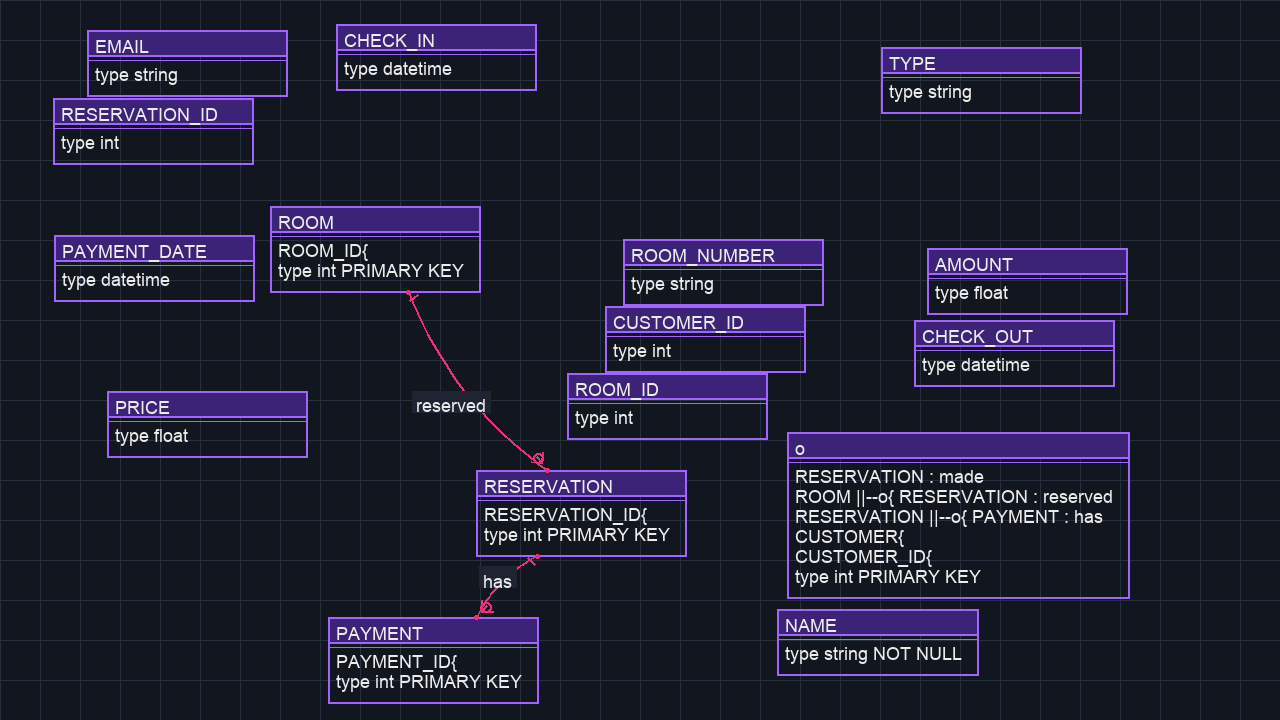 EMAIL
type string
CHECK_IN
type datetime
TYPE
type string
RESERVATION_ID
type int
ROOM
ROOM_ID{
type int PRIMARY KEY
PAYMENT_DATE
type datetime
ROOM_NUMBER
type string
AMOUNT
type float
CUSTOMER_ID
type int
CHECK_OUT
type datetime
ROOM_ID
type int
PRICE
type float
reserved
o
RESERVATION : made
ROOM ||--o{ RESERVATION : reserved
RESERVATION ||--o{ PAYMENT : has
CUSTOMER{
CUSTOMER_ID{
type int PRIMARY KEY
RESERVATION
RESERVATION_ID{
type int PRIMARY KEY
has
PAYMENT
PAYMENT_ID{
type int PRIMARY KEY
NAME
type string NOT NULL